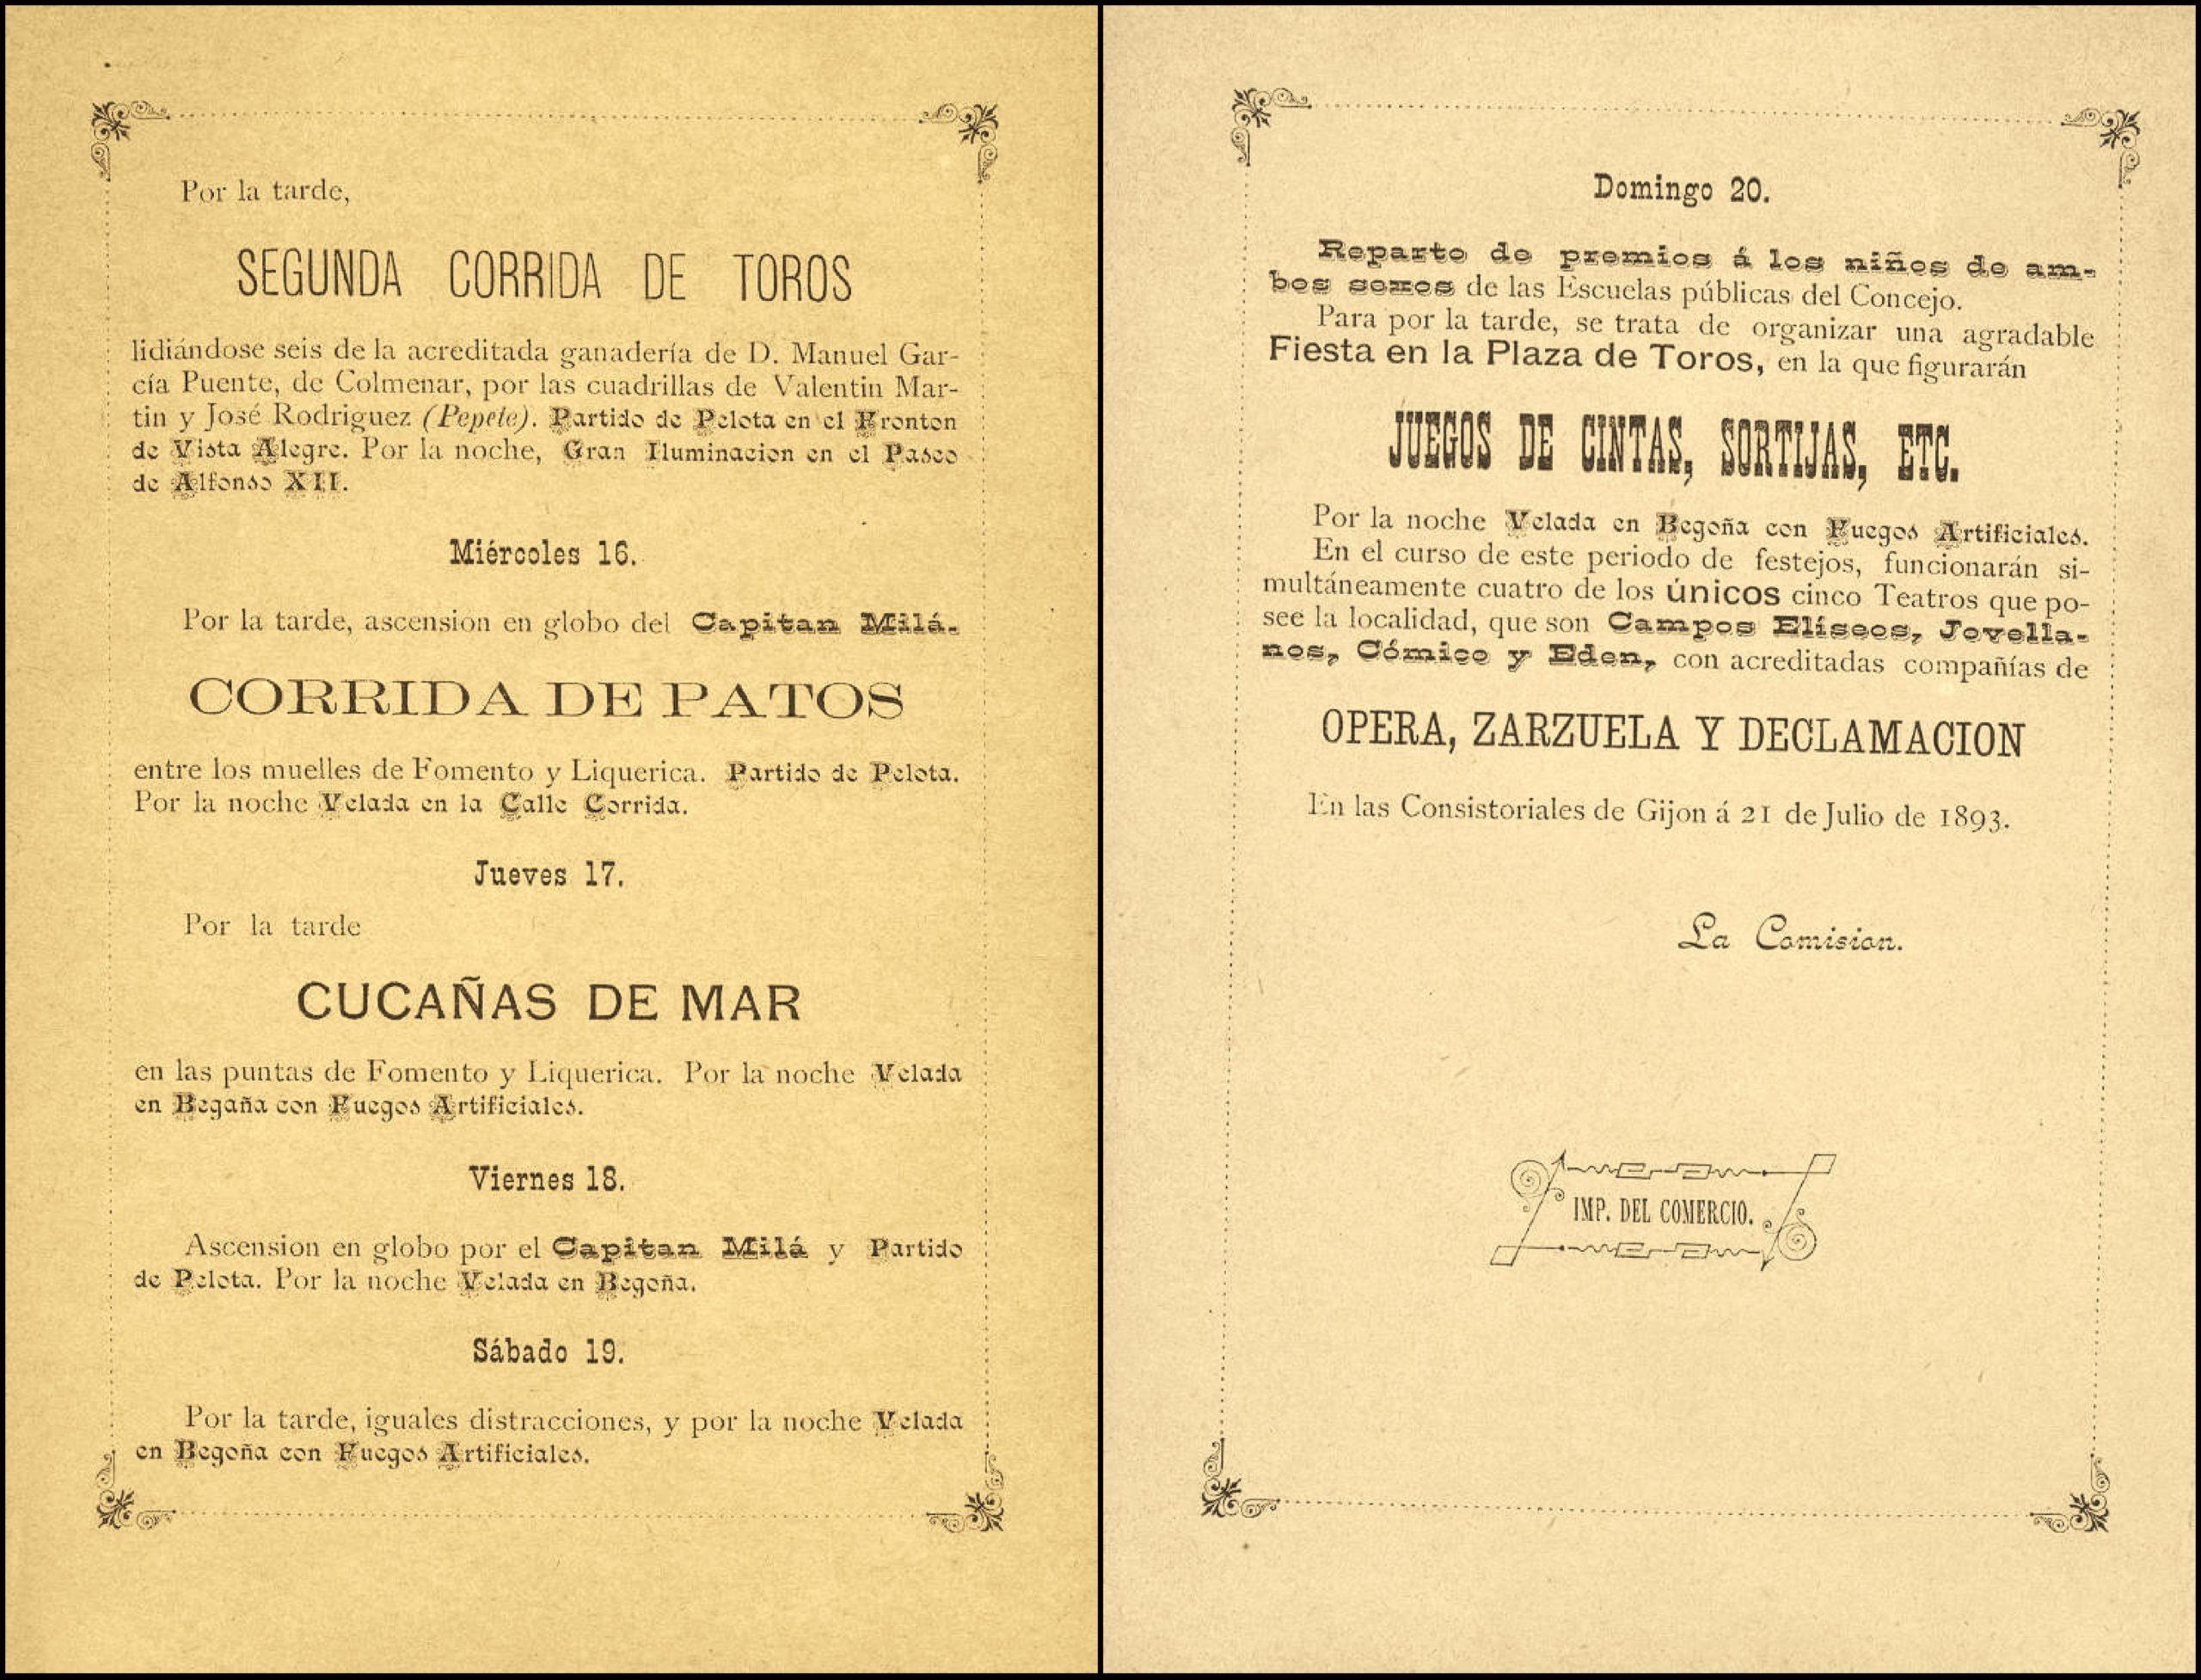 Por la tarde,
SEGUNDA CORRIDA DE TOROS
lidiándose seis de la acreditada ganadería de D. Manuel Gar-
cía Puente, de Colmenar, por las cuadrillas de Valentin Mar-
tin y José Rodriguez (Pepete). Partido de Pelota en el Fronton
de Vista Alegre. Por la noche, Gran Iluminacion en el Paseo
de Alfonso XII.
Miércoles 16.
Por la tarde, ascension en globo del Capitan Milá.
CORRIDA DE PATOS
entre los muelles de Fomento y Liquerica. Partido de Pelota.
Por la noche Velada en la Calle Corrida.
Jueves 17.
Por la tarde
CUCAÑAS DE MAR
en las puntas de Fomento y Liquerica. Por la noche Velada
en Begaña con Fuegos Artificiales.
Viernes 18.
Ascension en globo por el Capitan Milá y Partido
de Pelota. Por la noche Velada en Begoña.
Sábado 19.
Por la tarde, iguales distracciones, y por la noche Velada
en Begoña con Fuegos Artificiales.
Domingo 20.
Reparto de premios á los niños de am-
bos sexos de las Escuelas públicas del Concejo.
Para por la tarde, se trata de organizar una agradable
Fiesta en la Plaza de Toros, en la que figurarán
JUEGOS DE CINTAS, SORTIJAS, ETC.
Por la noche Velada en Begoña con Fuegos Artificiales.
En el curso de este periodo de festejos, funcionarán si-
multáneamente cuatro de los únicos cinco Teatros que po-
see la localidad, que son Campos Elíseos, Jovella-
nos, Cómico y Eden, con acreditadas compañías de
OPERA, ZARZUELA Y DECLAMACION
En las Consistoriales de Gijon á 21 de Julio de 1893.
La Comision.
IMP. DEL COMERCIO.